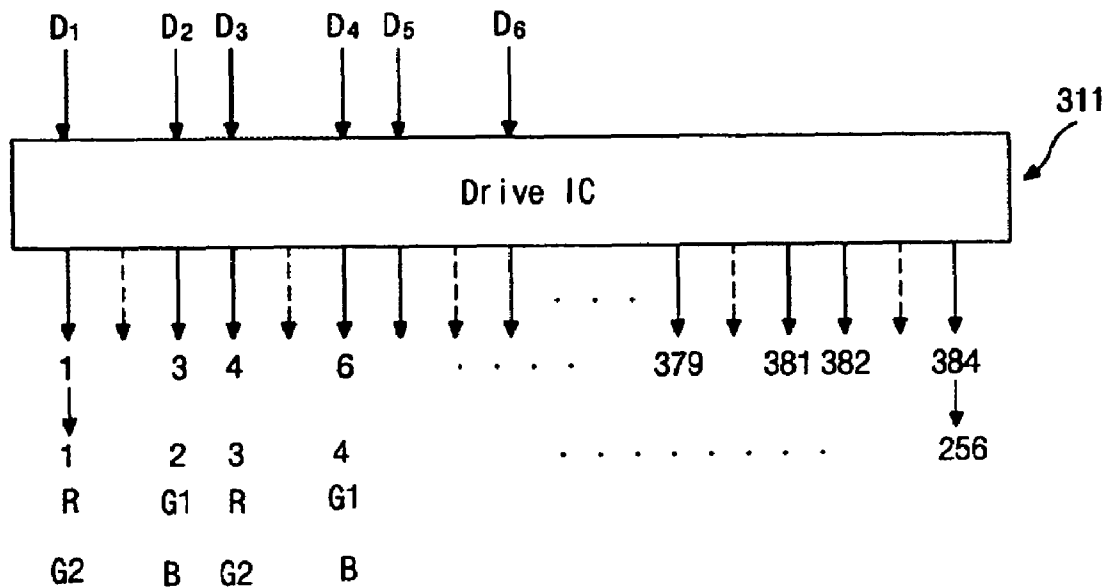 D1 D2 D3 D4 D5 D6
311
Drive IC
. . . .
1 3 4 6 . . . . 379 381 382 384
1 2 3 4 . . . . . . . . 256
R G1 R G1
G2 B G2 B